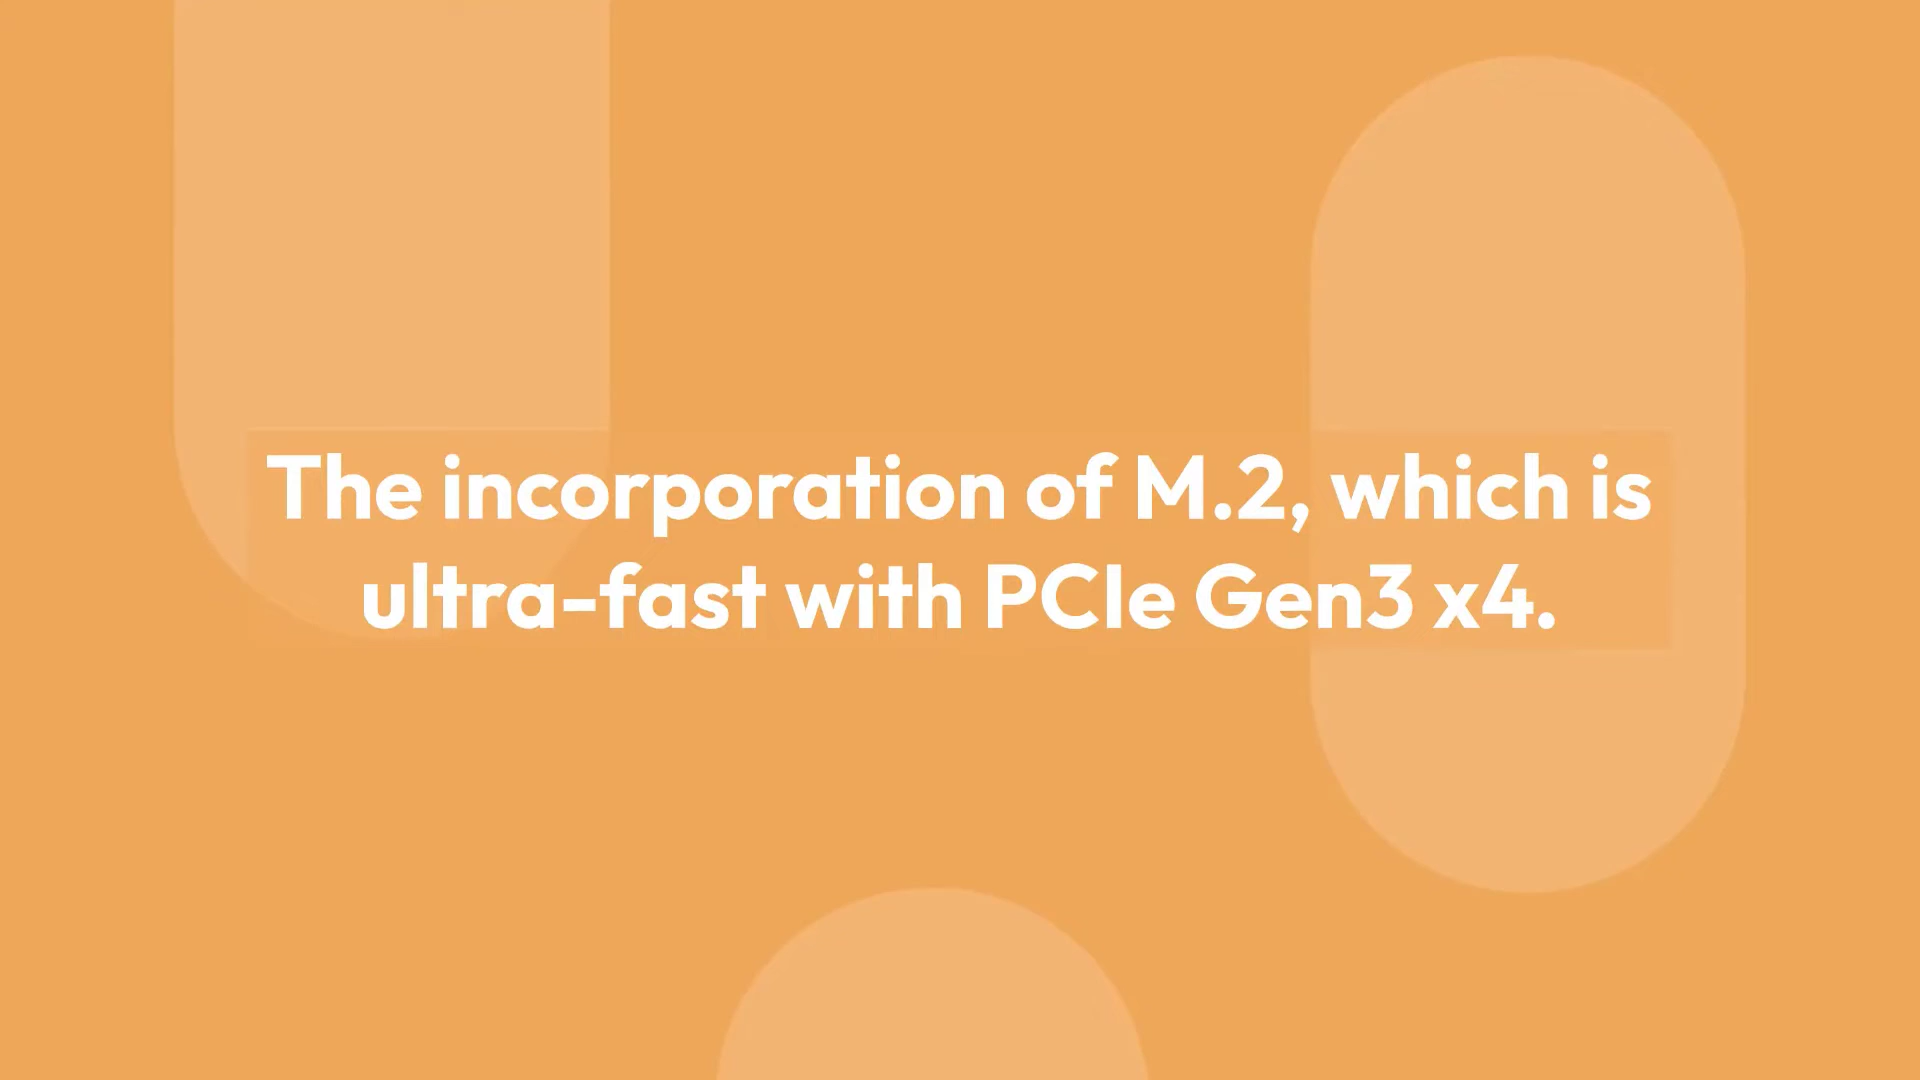 The incorporation of M.2, which is
ultra-fast with PCIe Gen3 x4.